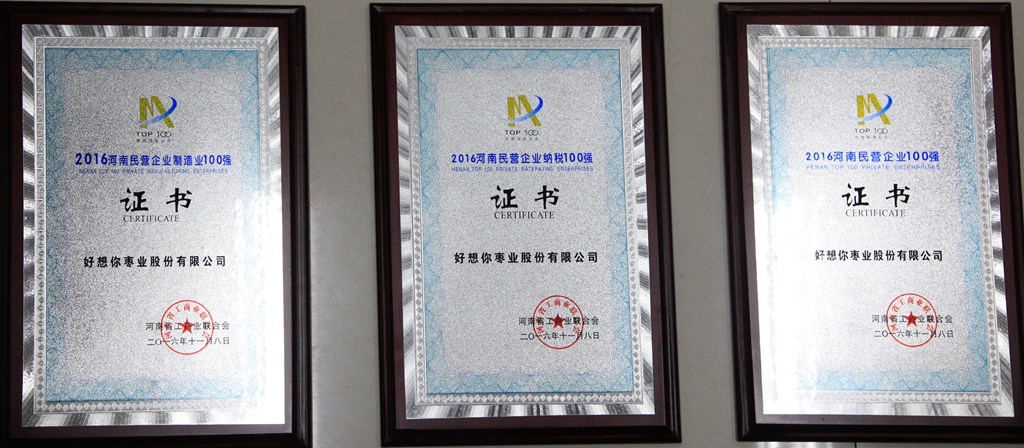 TOP 100
2016河南民营企业制造业100强
HENAN TOP 100 PRIVATE MANUFACTURING ENTERPRISES
证书
CERTIFICATE
好想你枣业股份有限公司
河南省工商业联合会
二〇一六年十一月八日
TOP 100
2016河南民营企业纳税100强
HENAN TOP 100 PRIVATE RATEPAYING ENTERPRISES
证书
CERTIFICATE
好想你枣业股份有限公司
河南省工商业联合会
二〇一六年十一月八日
TOP 100
2016河南民营企业100强
HENAN TOP 100 PRIVATE ENTERPRISES
证书
CERTIFICATE
好想你枣业股份有限公司
河南省工商业联合会
二〇一六年十一月八日